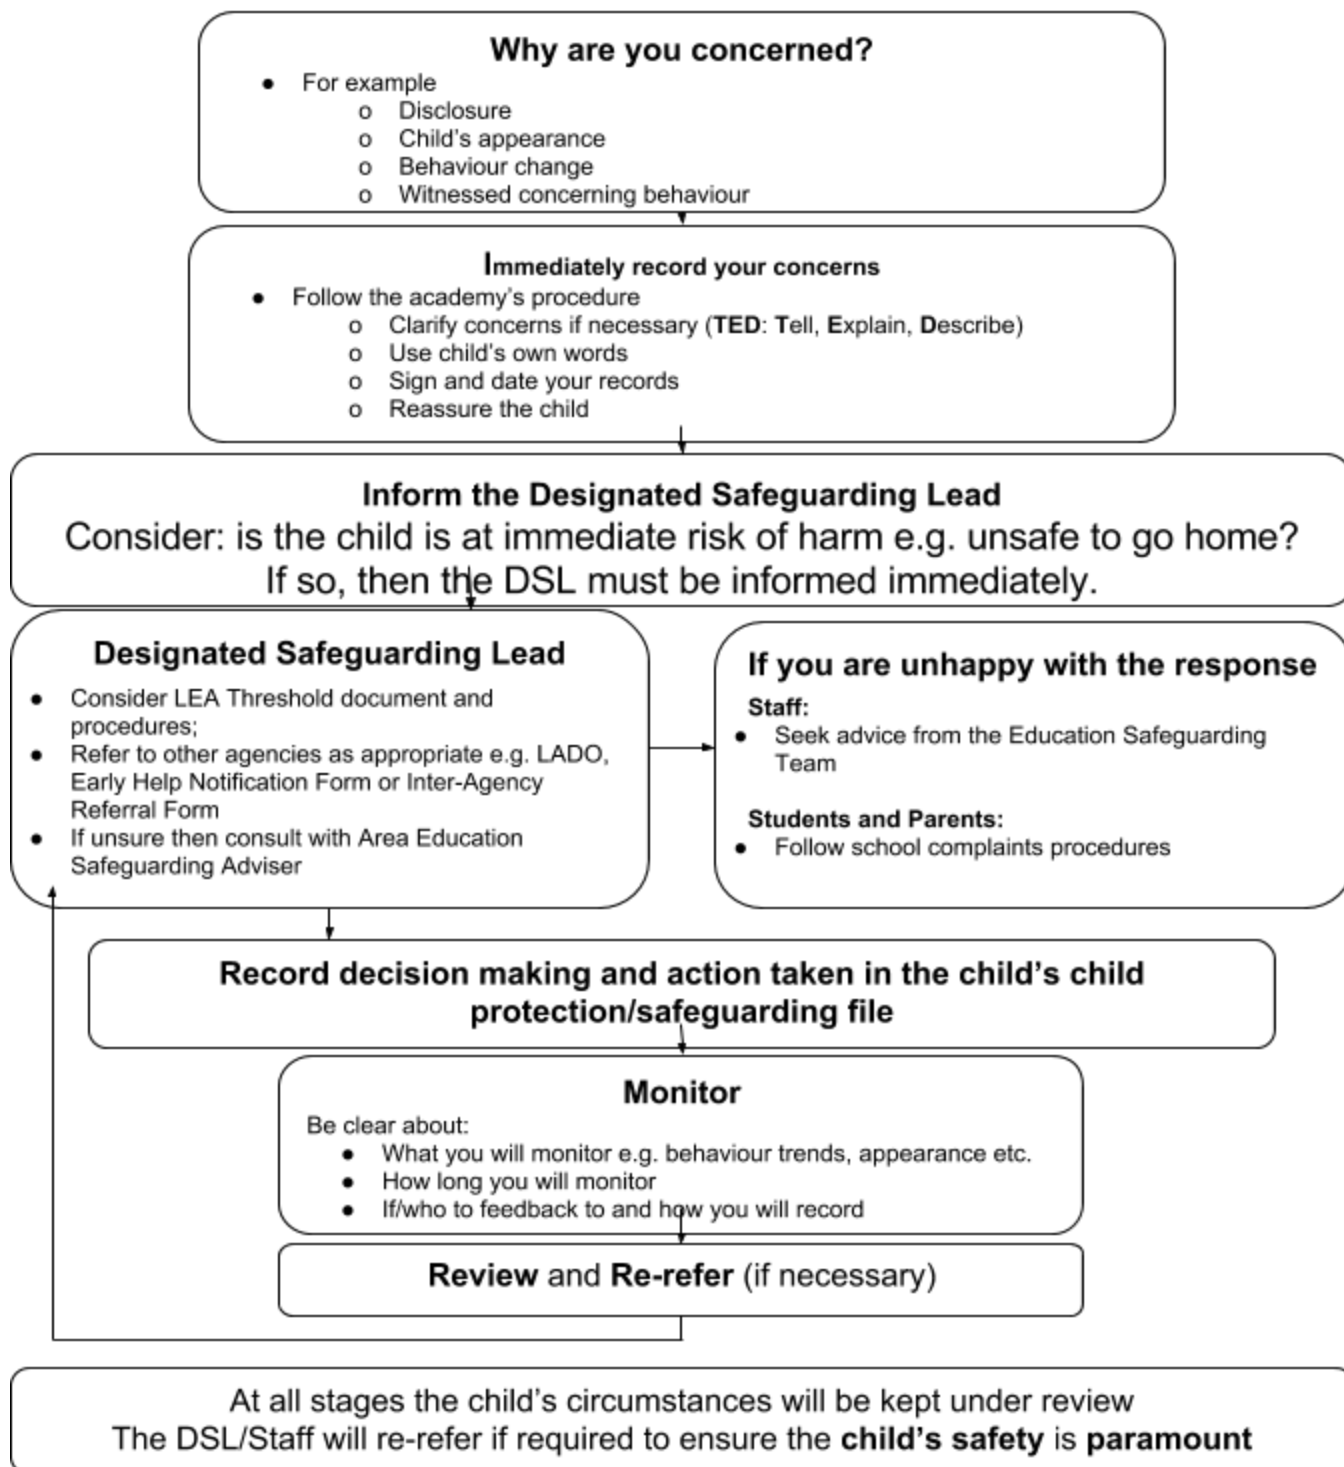 Why are you concerned?
● For example
o Disclosure
o Child's appearance
o Behaviour change
o Witnessed concerning behaviour
Immediately record your concerns
● Follow the academy's procedure
o Clarify concerns if necessary (TED: Tell, Explain, Describe)
o Use child's own words
o Sign and date your records
o Reassure the child
Inform the Designated Safeguarding Lead
Consider: is the child is at immediate risk of harm e.g. unsafe to go home?
If so, then the DSL must be informed immediately.
Designated Safeguarding Lead
● Consider LEA Threshold document and
procedures;
● Refer to other agencies as appropriate e.g. LADO,
Early Help Notification Form or Inter-Agency
Referral Form
● If unsure then consult with Area Education
Safeguarding Adviser
If you are unhappy with the response
Staff:
● Seek advice from the Education Safeguarding
Team
Students and Parents:
● Follow school complaints procedures
Record decision making and action taken in the child's child
protection/safeguarding file
Monitor
Be clear about:
● What you will monitor e.g. behaviour trends, appearance etc.
● How long you will monitor
● If/who to feedback to and how you will record
Review and Re-refer (if necessary)
At all stages the child's circumstances will be kept under review
The DSL/Staff will re-refer if required to ensure the child's safety is paramount